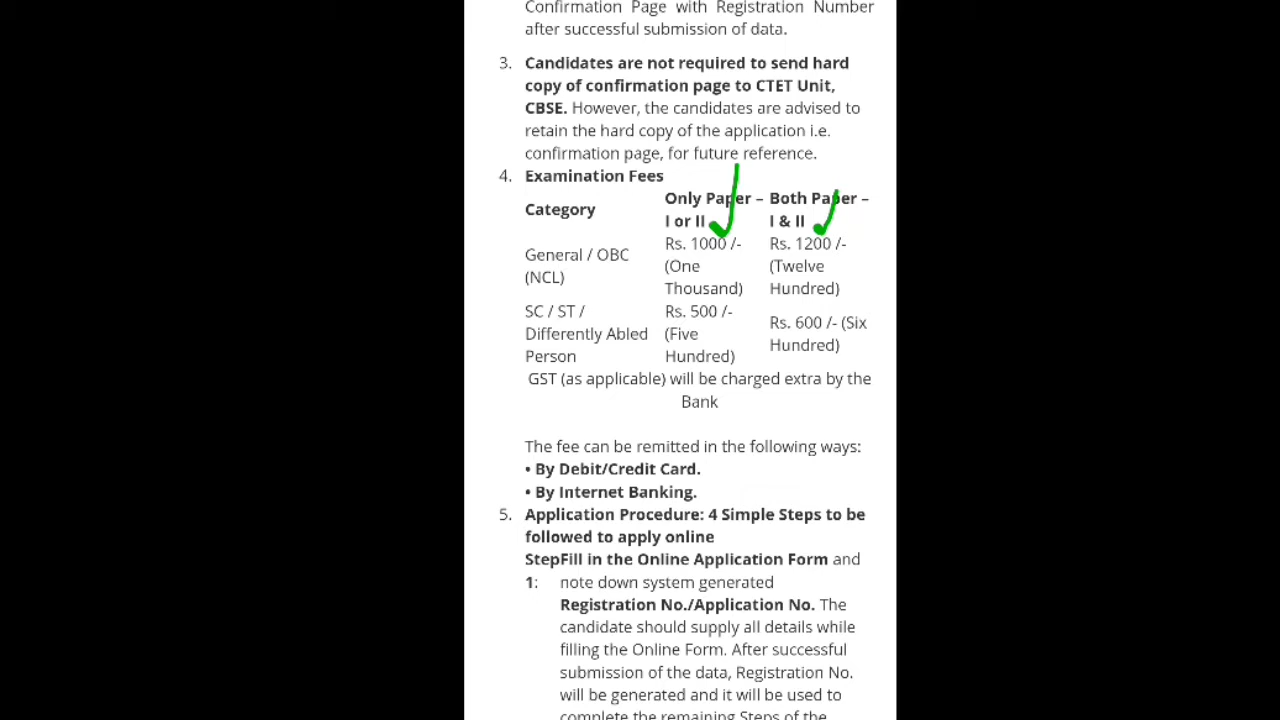 Confirmation Page with Registration Number
after successful submission of data.
3. Candidates are not required to send hard
copy of confirmation page to CTET Unit,
CBSE. However, the candidates are advised to
retain the hard copy of the application i.e.
confirmation page, for future reference.
4. Examination Fees
Category
Only Paper –
I or II
Both Paper –
I & II
General / OBC
(NCL)
Rs. 1000 /-
(One
Thousand)
Rs. 1200 /-
(Twelve
Hundred)
SC / ST /
Differently Abled
Person
Rs. 500 /-
(Five
Hundred)
Rs. 600 /- (Six
Hundred)
GST (as applicable) will be charged extra by the
Bank
The fee can be remitted in the following ways:
• By Debit/Credit Card.
• By Internet Banking.
5. Application Procedure: 4 Simple Steps to be
followed to apply online
StepFill in the Online Application Form and
1: note down system generated
Registration No./Application No. The
candidate should supply all details while
filling the Online Form. After successful
submission of the data, Registration No.
will be generated and it will be used to
complete the remaining Steps of the